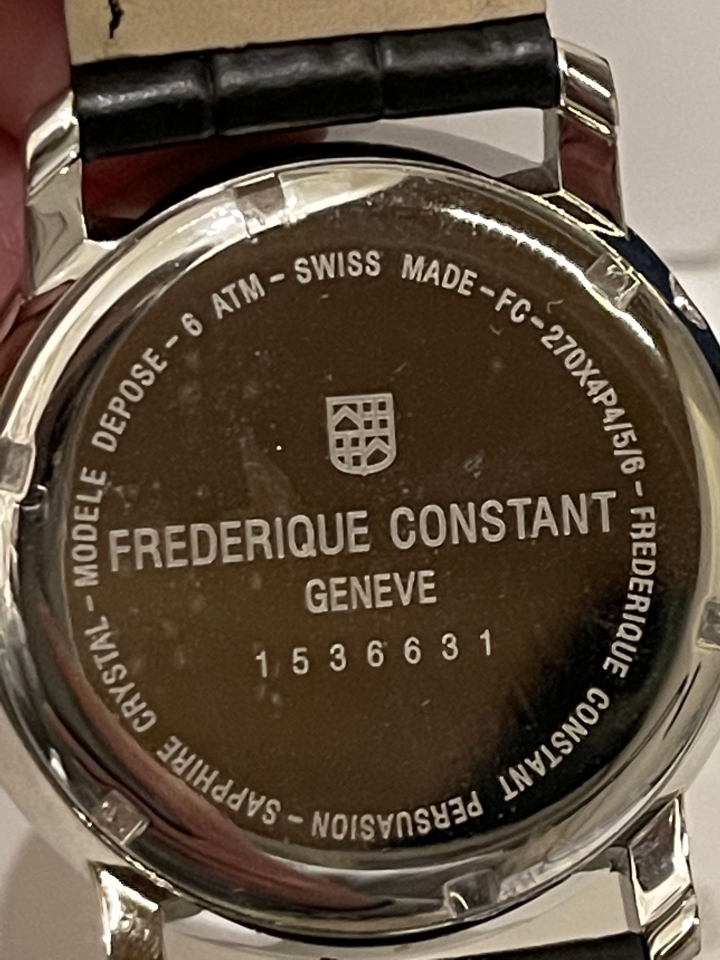 MODELE DEPOSE - 6 ATM - SWISS MADE - FC-270X4P4/5/6 - FREDERIQUE CONSTANT PERSUASION - SAPPHIRE CRYSTAL -
FREDERIQUE CONSTANT
GENEVE
1536631